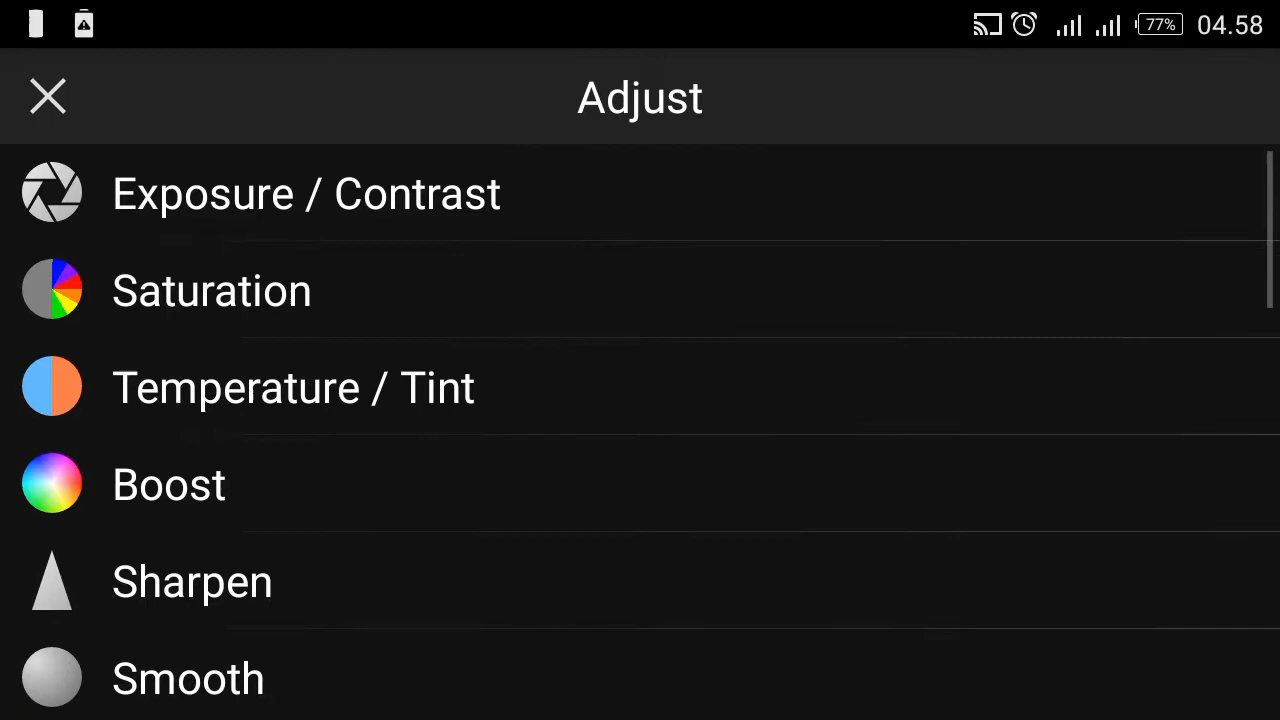 77% 04.58
Adjust
Exposure / Contrast
Saturation
Temperature / Tint
Boost
Sharpen
Smooth